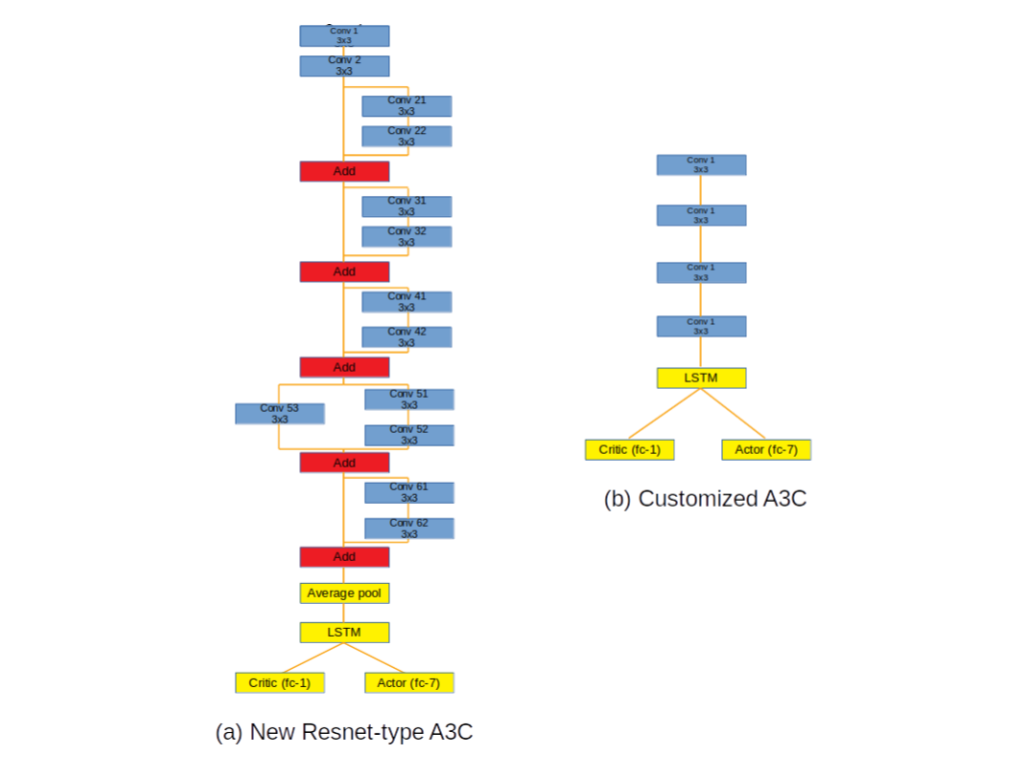 Conv 1
3x3
Conv 2
3x3
Conv 21
3x3
Conv 22
3x3
Add
Conv 31
3x3
Conv 32
3x3
Add
Conv 41
3x3
Conv 42
3x3
Add
Conv 53
3x3
Conv 51
3x3
Conv 52
3x3
Add
Conv 61
3x3
Conv 62
3x3
Add
Average pool
LSTM
Critic (fc-1)
Actor (fc-7)
(a) New Resnet-type A3C
Conv 1
3x3
Conv 1
3x3
Conv 1
3x3
Conv 1
3x3
LSTM
Critic (fc-1)
Actor (fc-7)
(b) Customized A3C